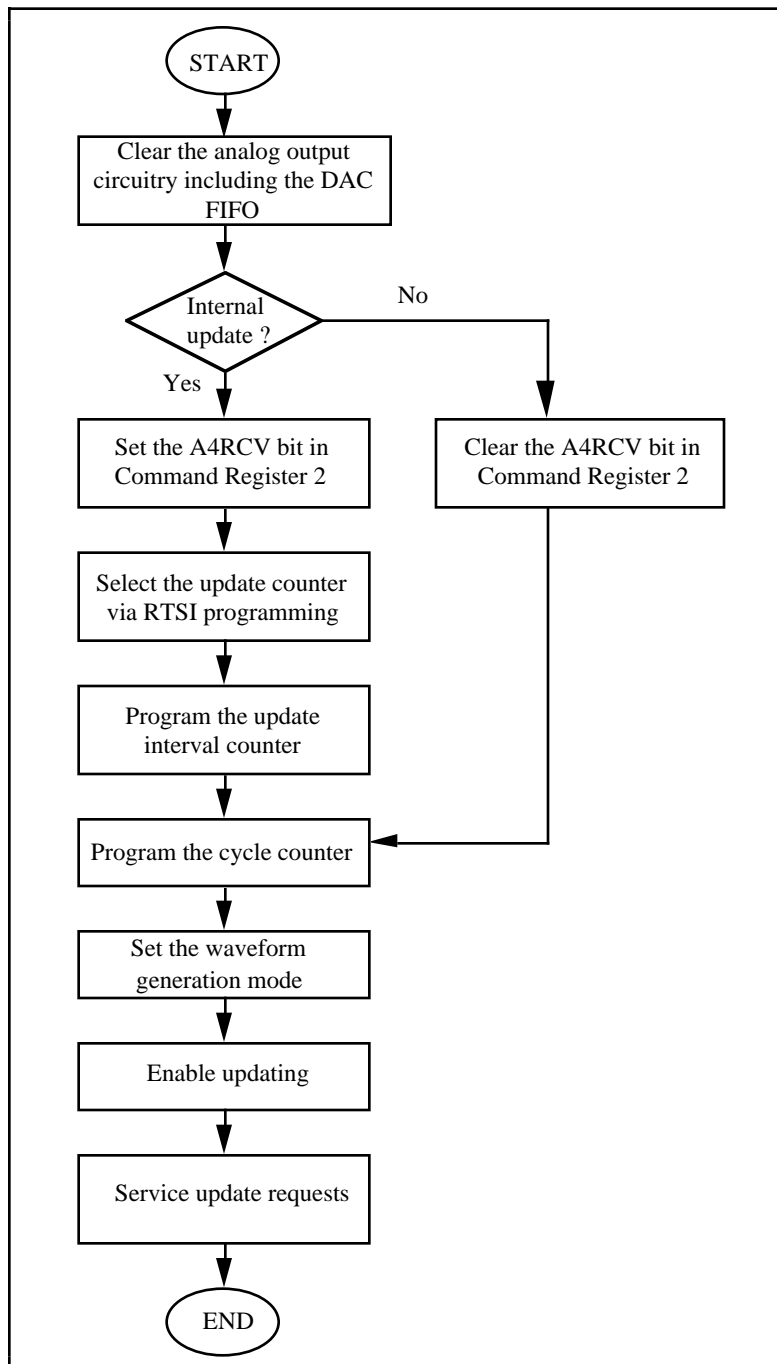 START
Clear the analog output
circuitry including the DAC
FIFO
Internal
update ?
No
Yes
Set the A4RCV bit in
Command Register 2
Clear the A4RCV bit in
Command Register 2
Select the update counter
via RTSI programming
Program the update
interval counter
Program the cycle counter
Set the waveform
generation mode
Enable updating
Service update requests
END